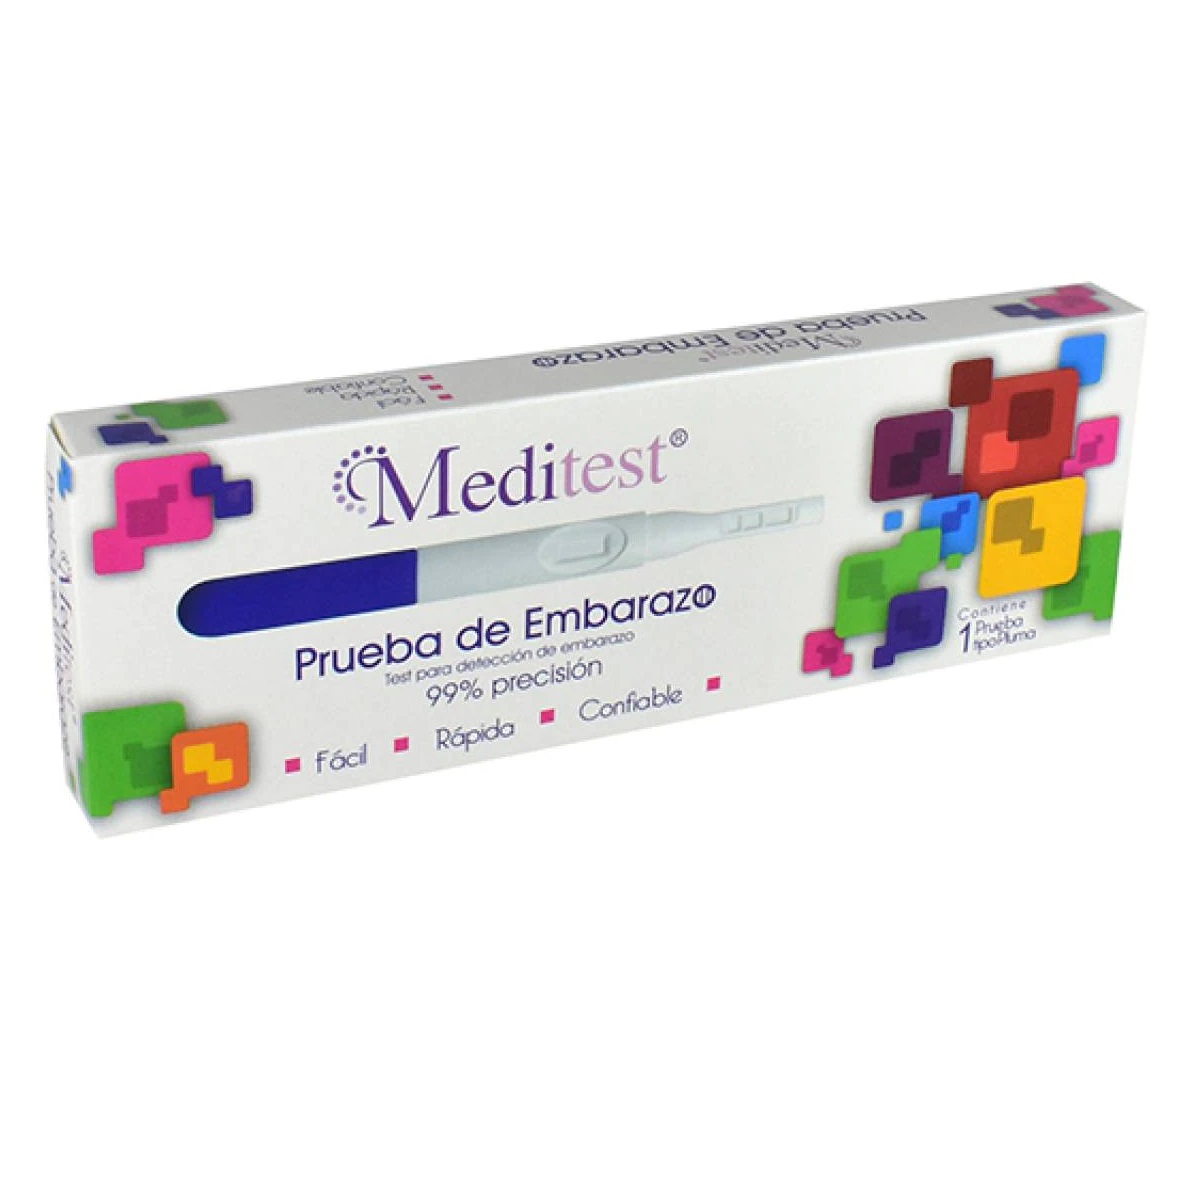 Prueba de Embarazo
Meditest®
Fácil
Rápida
Confiable
Meditest®
Prueba de Embarazo
Test para detección de embarazo
99% precisión
Fácil Rápida Confiable
Contiene
1 Prueba
tipo Pluma
Meditest